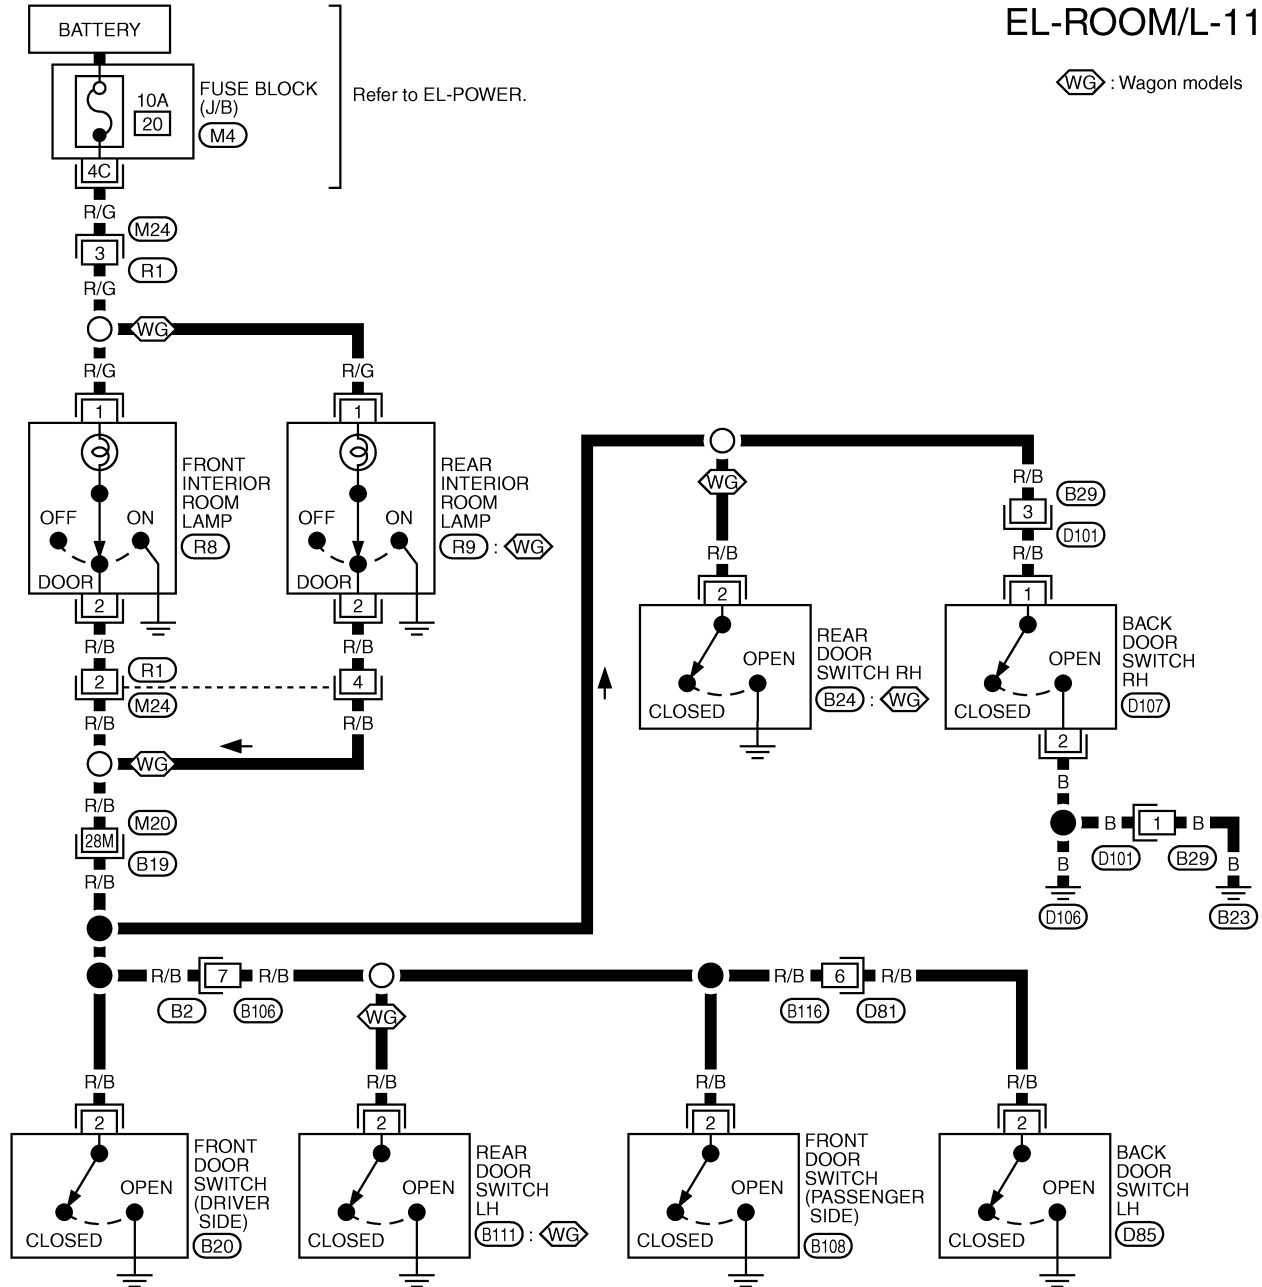 EL-ROOM/L-11
WG : Wagon models
BATTERY
FUSE BLOCK
(J/B)
M4
10A
20
Refer to EL-POWER.
4C
R/G
M24
3
R1
R/G
WG
R/G
R/G
1
1
FRONT
INTERIOR
ROOM
LAMP
R8
OFF
ON
DOOR
REAR
INTERIOR
ROOM
LAMP
R9 : WG
OFF
ON
DOOR
2
2
R/B
R/B
R1
2
4
M24
R/B
R/B
WG
R/B
M20
28M
B19
R/B
WG
R/B
2
REAR
DOOR
SWITCH RH
B24 : WG
OPEN
CLOSED
R/B
B29
3
D101
R/B
1
BACK
DOOR
SWITCH
RH
D107
OPEN
CLOSED
2
B
B
1
B
D101
B29
B
B
D106
B23
R/B
7
R/B
B2
B106
WG
R/B
6
R/B
B116
D81
R/B
R/B
R/B
R/B
2
2
2
2
FRONT
DOOR
SWITCH
(DRIVER
SIDE)
B20
OPEN
CLOSED
REAR
DOOR
SWITCH
LH
B111 : WG
OPEN
CLOSED
FRONT
DOOR
SWITCH
(PASSENGER
SIDE)
B108
OPEN
CLOSED
BACK
DOOR
SWITCH
LH
D85
OPEN
CLOSED